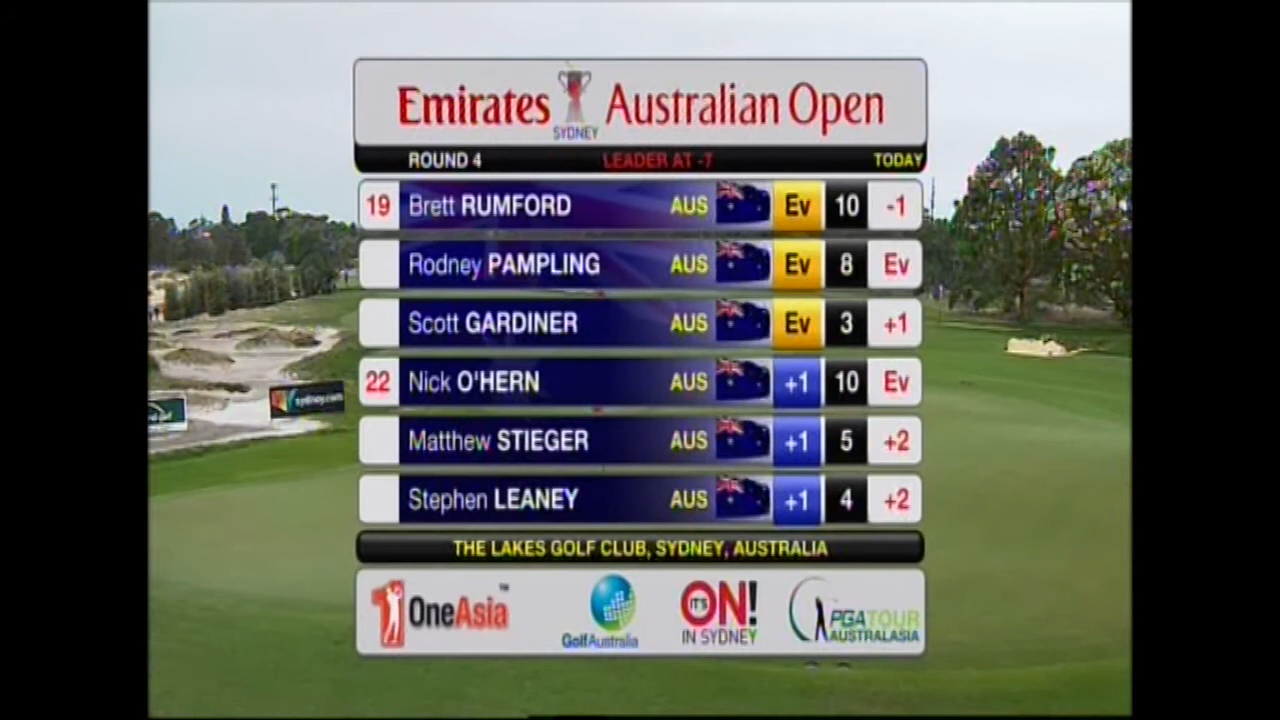 Emirates Australian Open
SYDNEY
ROUND 4 LEADER AT -7 TODAY
19 Brett RUMFORD AUS Ev 10 -1
Rodney PAMPLING AUS Ev 8 Ev
Scott GARDINER AUS Ev 3 +1
22 Nick O'HERN AUS +1 10 Ev
Matthew STIEGER AUS +1 5 +2
Stephen LEANEY AUS +1 4 +2
sydney.com
THE LAKES GOLF CLUB, SYDNEY, AUSTRALIA
OneAsia™
GolfAustralia
IT'S ON!
IN SYDNEY
PGA TOUR
AUSTRALASIA